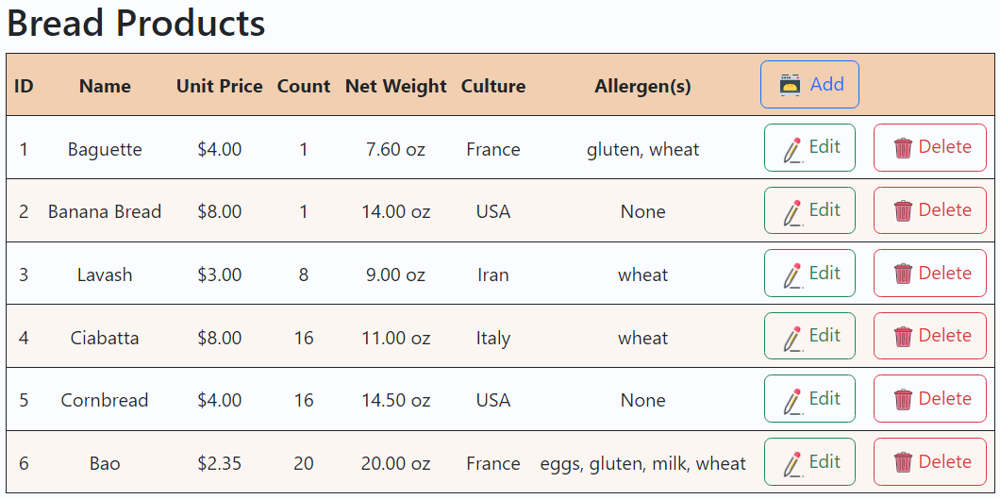 Bread Products
ID Name Unit Price Count Net Weight Culture Allergen(s) Add
1 Baguette $4.00 1 7.60 oz France gluten, wheat Edit Delete
2 Banana Bread $8.00 1 14.00 oz USA None Edit Delete
3 Lavash $3.00 8 9.00 oz Iran wheat Edit Delete
4 Ciabatta $8.00 16 11.00 oz Italy wheat Edit Delete
5 Cornbread $4.00 16 14.50 oz USA None Edit Delete
6 Bao $2.35 20 20.00 oz France eggs, gluten, milk, wheat Edit Delete